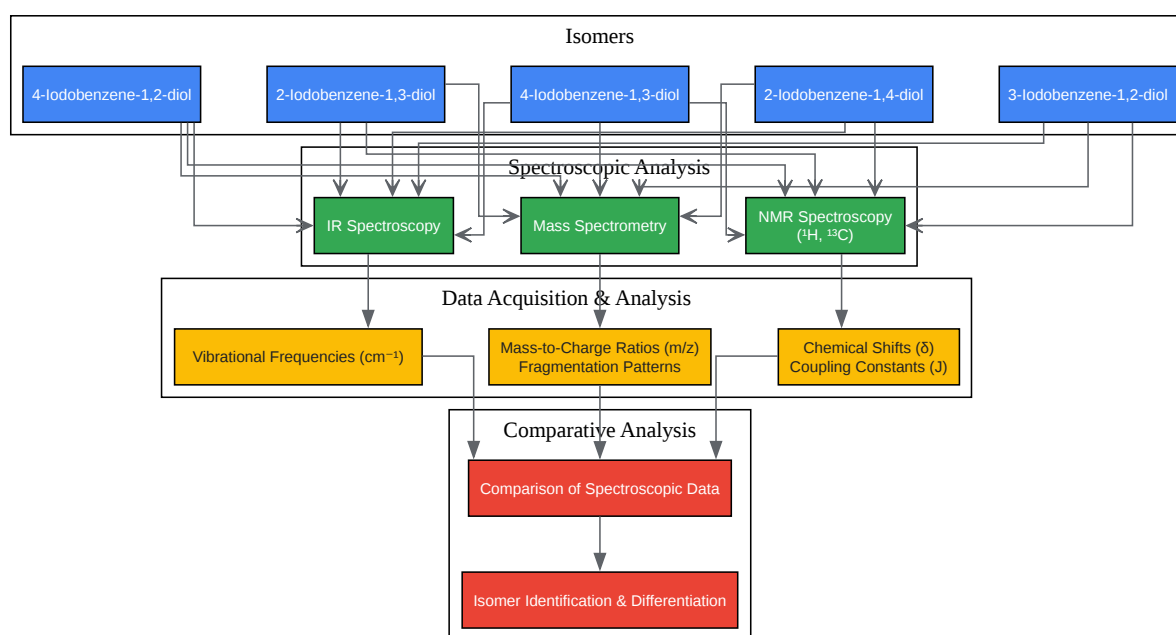 Isomers
4-Iodobenzene-1,2-diol
2-Iodobenzene-1,3-diol
4-Iodobenzene-1,3-diol
2-Iodobenzene-1,4-diol
3-Iodobenzene-1,2-diol
Spectroscopic Analysis
IR Spectroscopy
Mass Spectrometry
NMR Spectroscopy
(¹H, ¹³C)
Data Acquisition & Analysis
Vibrational Frequencies (cm⁻¹)
Mass-to-Charge Ratios (m/z)
Fragmentation Patterns
Chemical Shifts (δ)
Coupling Constants (J)
Comparative Analysis
Comparison of Spectroscopic Data
Isomer Identification & Differentiation